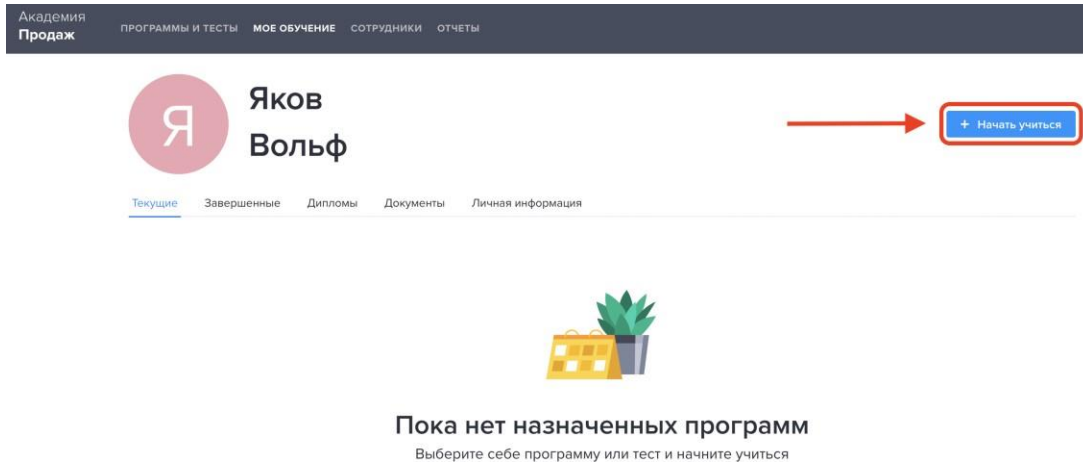 Академия
Продаж
ПРОГРАММЫ И ТЕСТЫ МОЕ ОБУЧЕНИЕ СОТРУДНИКИ ОТЧЕТЫ
Я
Яков
Вольф
+ Начать учиться
Текущие Завершенные Дипломы Документы Личная информация
Пока нет назначенных программ
Выберите себе программу или тест и начните учиться